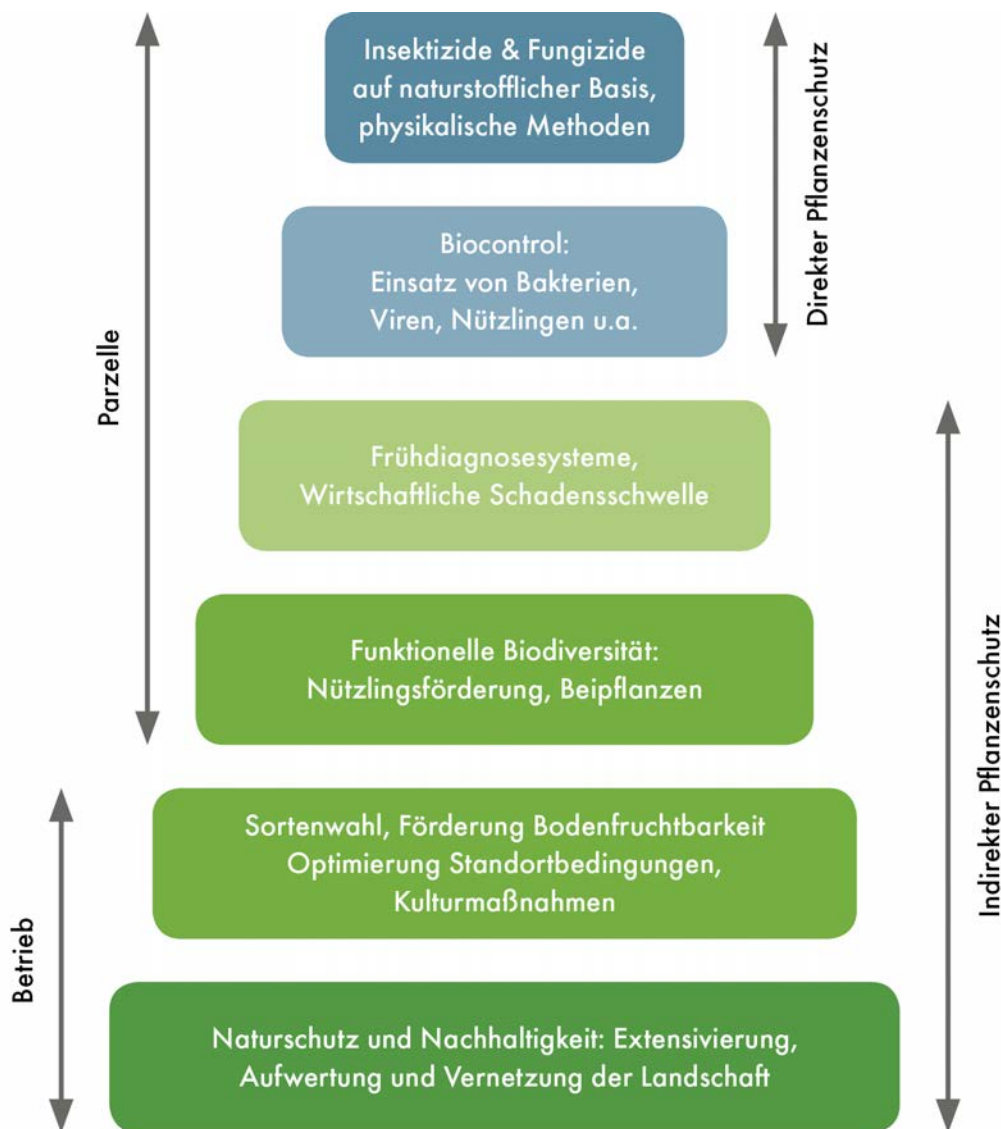 Insektizide & Fungizide
auf naturstofflicher Basis,
physikalische Methoden
Direkter Pflanzenschutz
Biocontrol:
Einsatz von Bakterien,
Viren, Nützlingen u.a.
Parzelle
Frühdiagnosesysteme,
Wirtschaftliche Schadensschwelle
Funktionelle Biodiversität:
Nützlingsförderung, Beipflanzen
Indirekter Pflanzenschutz
Sortenwahl, Förderung Bodenfruchtbarkeit
Optimierung Standortbedingungen,
Kulturmaßnahmen
Betrieb
Naturschutz und Nachhaltigkeit: Extensivierung,
Aufwertung und Vernetzung der Landschaft